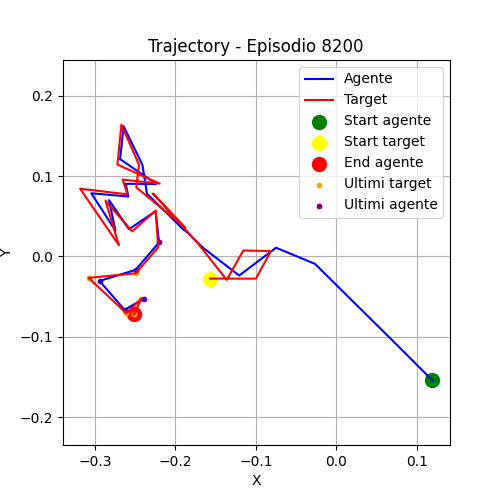 Trajectory - Episodio 8200
Agente
Target
Start agente
Start target
End agente
Ultimi target
Ultimi agente
0.2
0.1
0.0
−0.1
−0.2
Y
−0.3
−0.2
−0.1
0.0
0.1
X